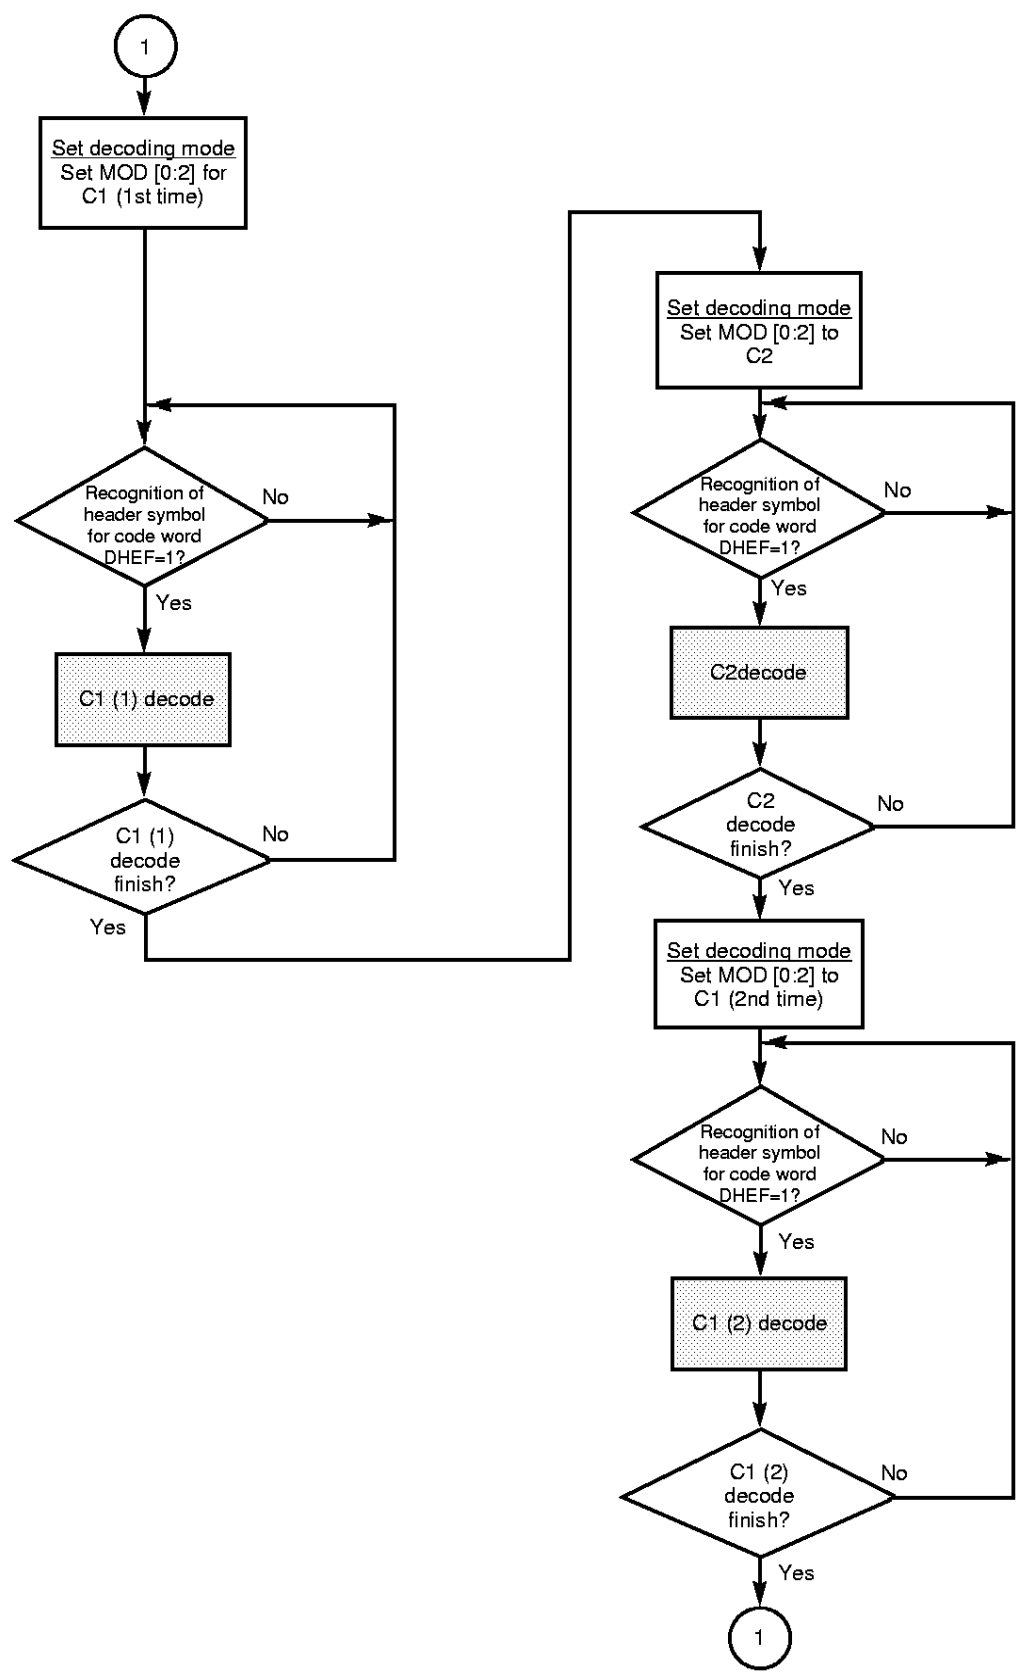 1
Set decoding mode
Set MOD [0:2] for
C1 (1st time)
Recognition of
header symbol
for code word
DHEF=1?
No
Yes
C1 (1) decode
C1 (1)
decode
finish?
No
Yes
Set decoding mode
Set MOD [0:2] to
C2
Recognition of
header symbol
for code word
DHEF=1?
No
Yes
C2decode
C2
decode
finish?
No
Yes
Set decoding mode
Set MOD [0:2] to
C1 (2nd time)
Recognition of
header symbol
for code word
DHEF=1?
No
Yes
C1 (2) decode
C1 (2)
decode
finish?
No
Yes
1